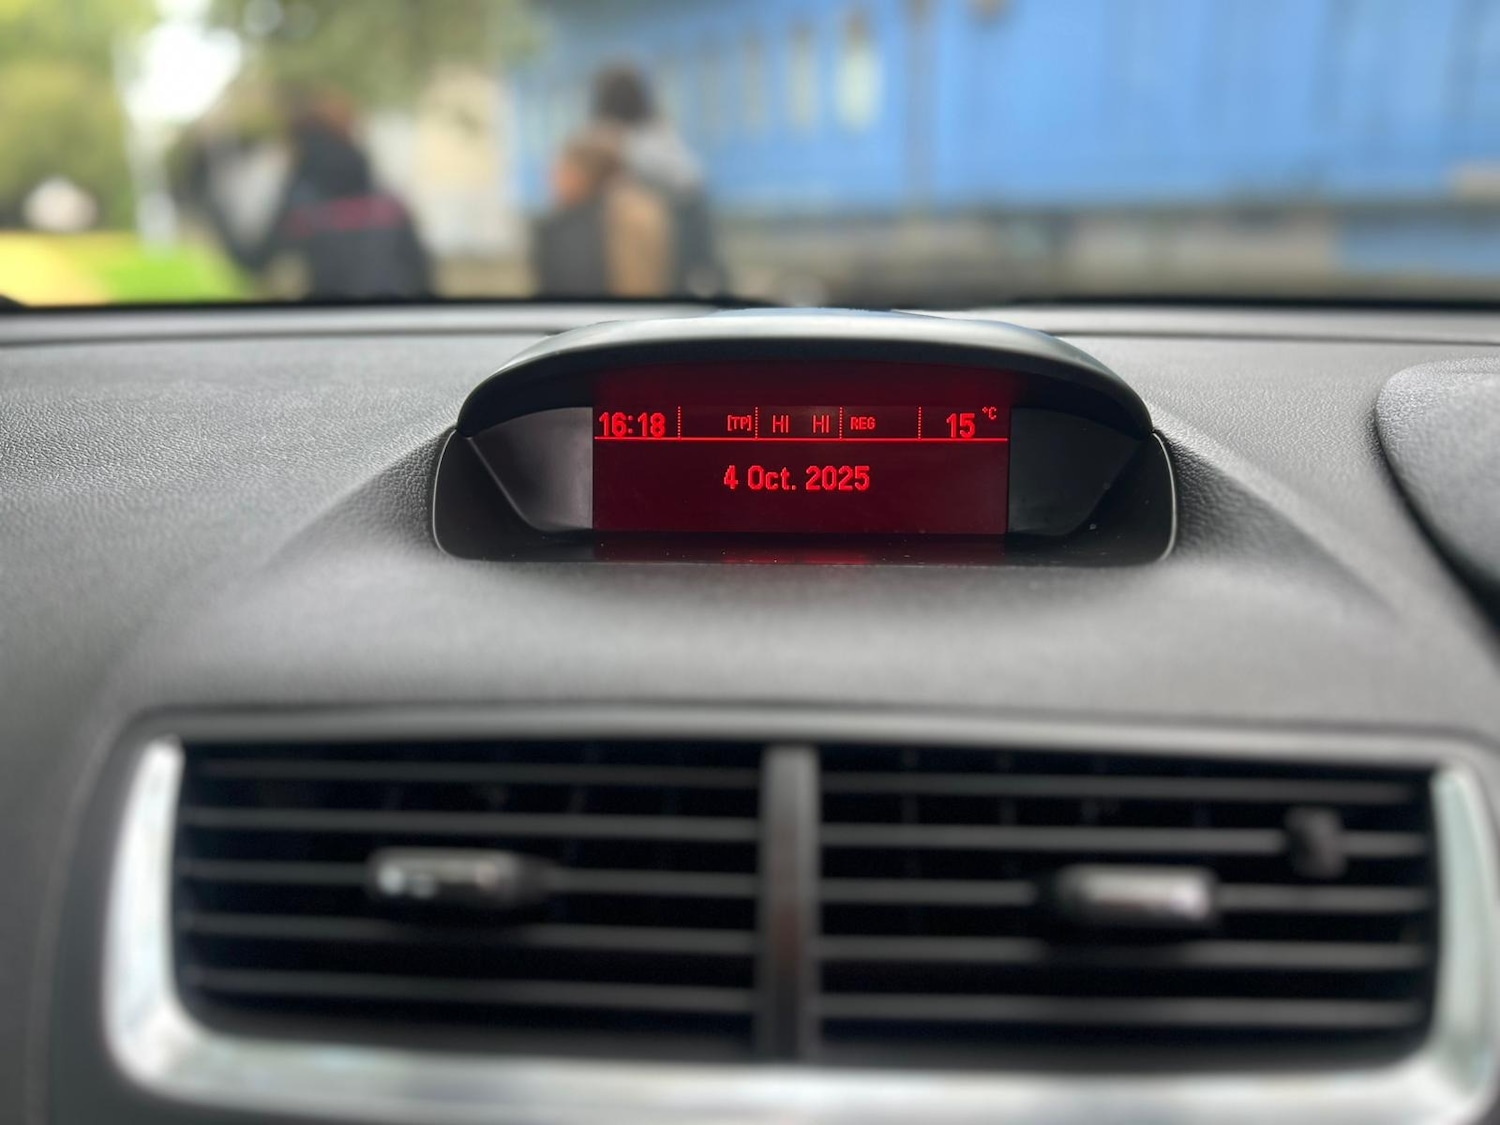 16:18 [TP] HI HI REG 15 °C
4 Oct. 2025